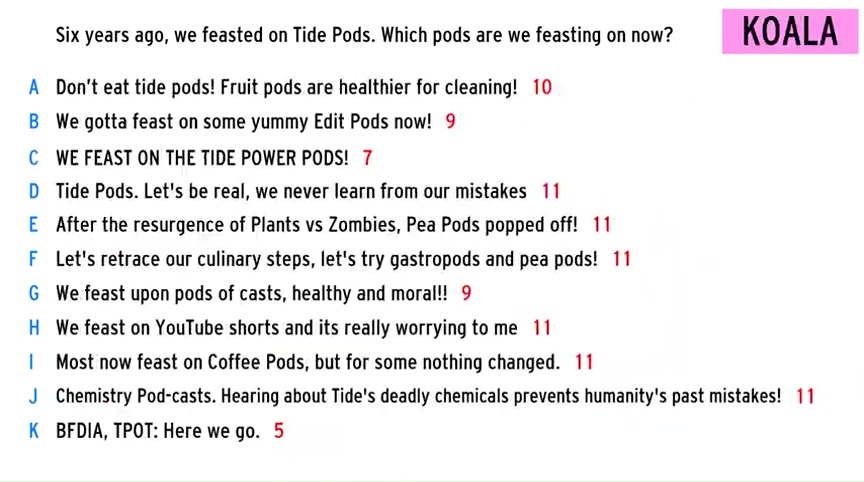 Six years ago, we feasted on Tide Pods. Which pods are we feasting on now?
KOALA
A Don't eat tide pods! Fruit pods are healthier for cleaning! 10
B We gotta feast on some yummy Edit Pods now! 9
C WE FEAST ON THE TIDE POWER PODS! 7
D Tide Pods. Let's be real, we never learn from our mistakes 11
E After the resurgence of Plants vs Zombies, Pea Pods popped off! 11
F Let's retrace our culinary steps, let's try gastropods and pea pods! 11
G We feast upon pods of casts, healthy and moral!! 9
H We feast on YouTube shorts and its really worrying to me 11
I Most now feast on Coffee Pods, but for some nothing changed. 11
J Chemistry Pod-casts. Hearing about Tide's deadly chemicals prevents humanity's past mistakes! 11
K BFDIA, TPOT: Here we go. 5